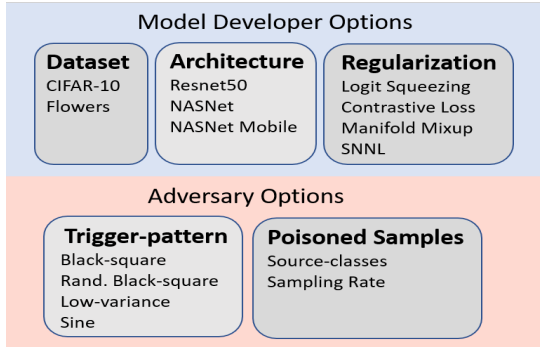 Model Developer Options
Dataset
CIFAR-10
Flowers
Architecture
Resnet50
NASNet
NASNet Mobile
Regularization
Logit Squeezing
Contrastive Loss
Manifold Mixup
SNNL
Adversary Options
Trigger-pattern
Black-square
Rand. Black-square
Low-variance
Sine
Poisoned Samples
Source-classes
Sampling Rate